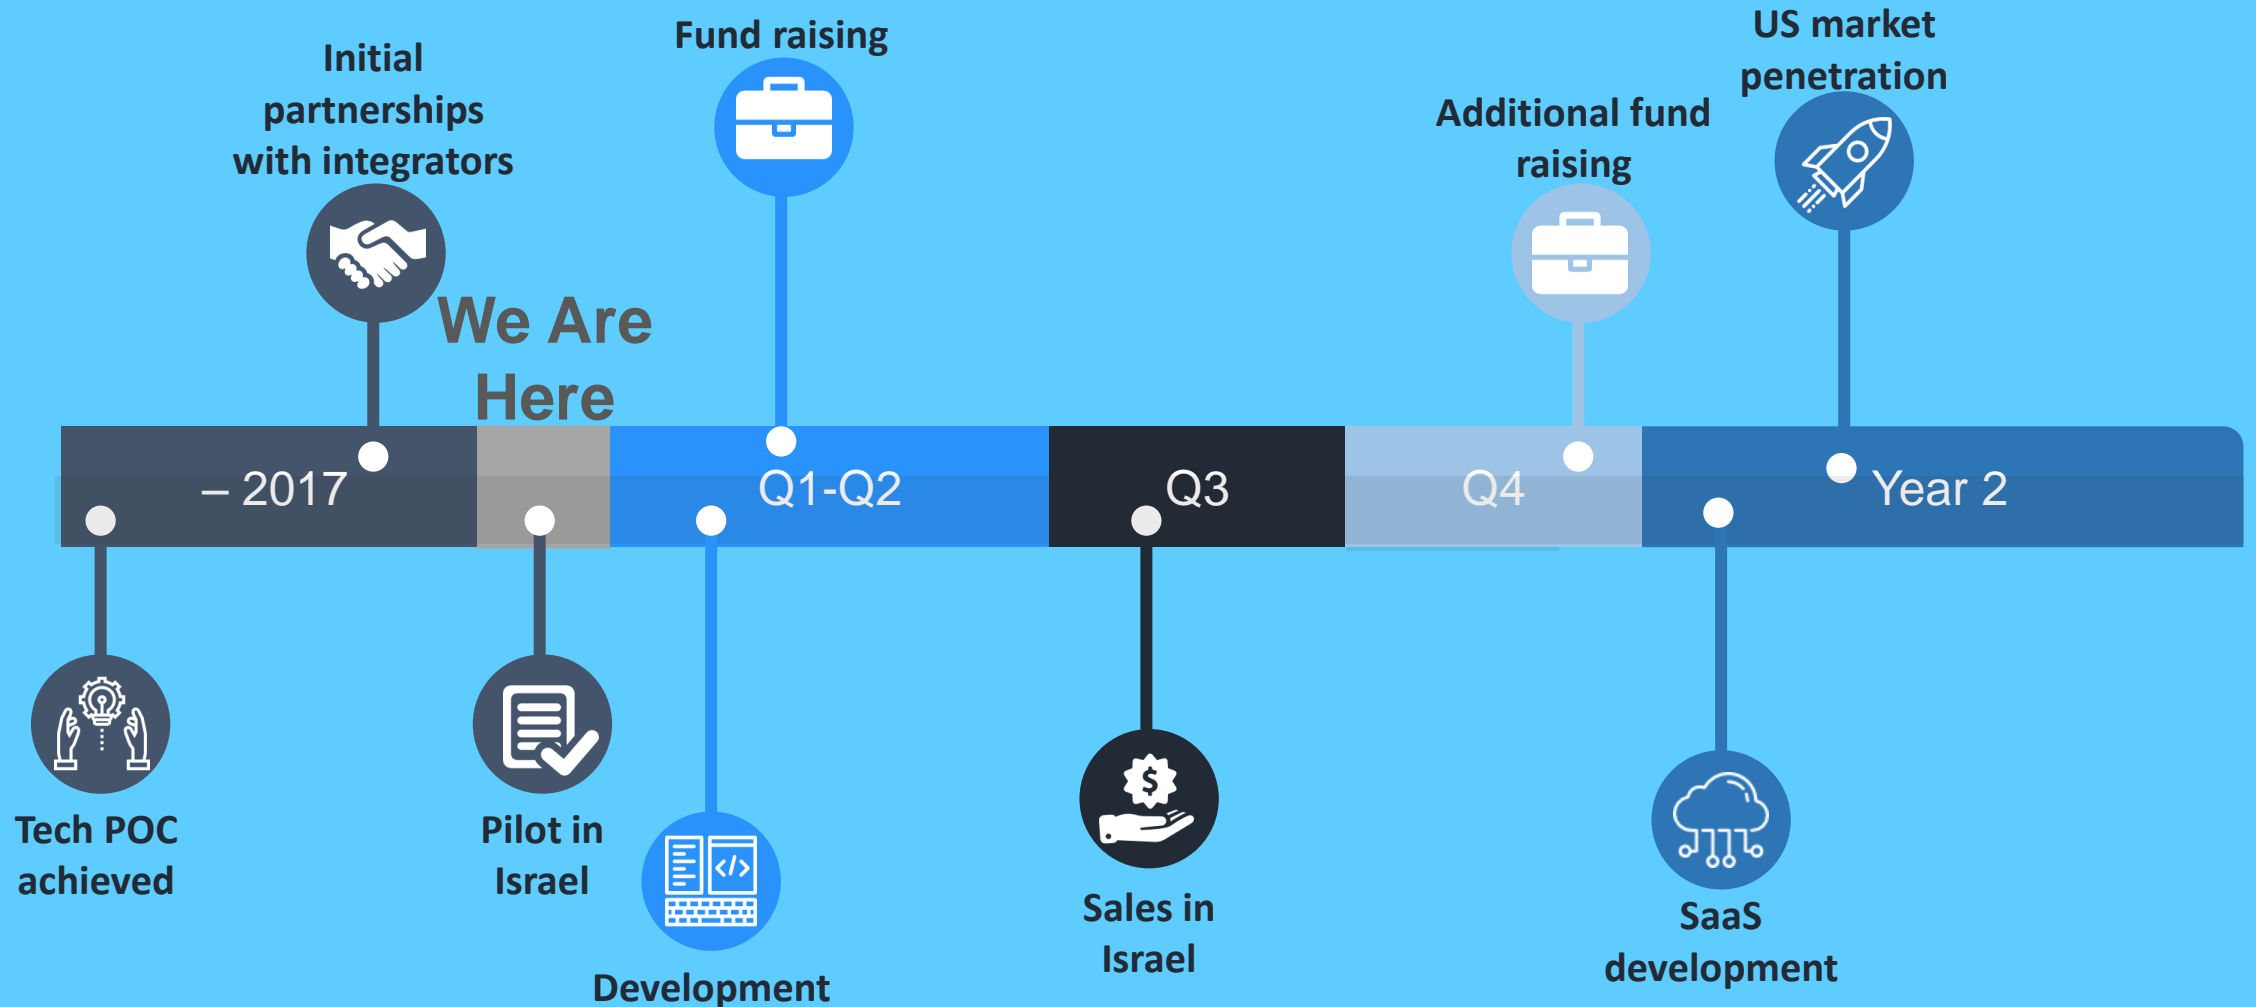 Initial
partnerships
with integrators
Fund raising
Additional fund
raising
US market
penetration
We Are
Here
– 2017
Q1-Q2
Q3
Q4
Year 2
Tech POC
achieved
Pilot in
Israel
Development
$
Sales in
Israel
SaaS
development